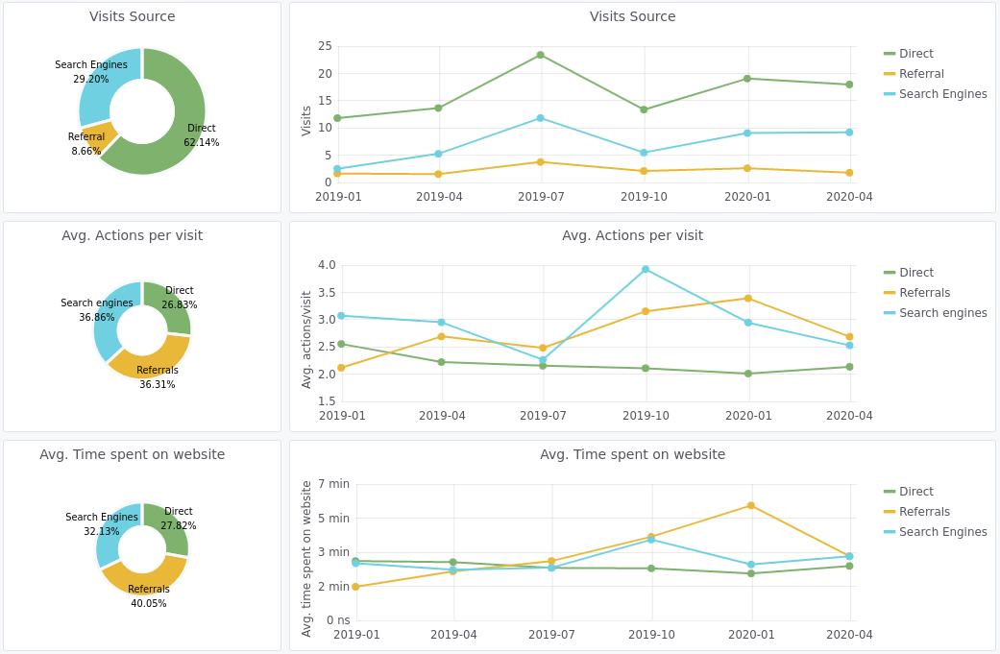 Visits Source
Search Engines
29.20%
Referral
8.66%
Direct
62.14%
Visits Source
Visits
25
20
15
10
5
0
2019-01 2019-04 2019-07 2019-10 2020-01 2020-04
Direct
Referral
Search Engines
Avg. Actions per visit
Direct
26.83%
Search engines
36.86%
Referrals
36.31%
Avg. Actions per visit
Avg. actions/visit
4.0
3.5
3.0
2.5
2.0
1.5
2019-01 2019-04 2019-07 2019-10 2020-01 2020-04
Direct
Referrals
Search engines
Avg. Time spent on website
Direct
27.82%
Search Engines
32.13%
Referrals
40.05%
Avg. Time spent on website
Avg. time spent on website
7 min
5 min
3 min
2 min
0 ns
2019-01 2019-04 2019-07 2019-10 2020-01 2020-04
Direct
Referrals
Search Engines